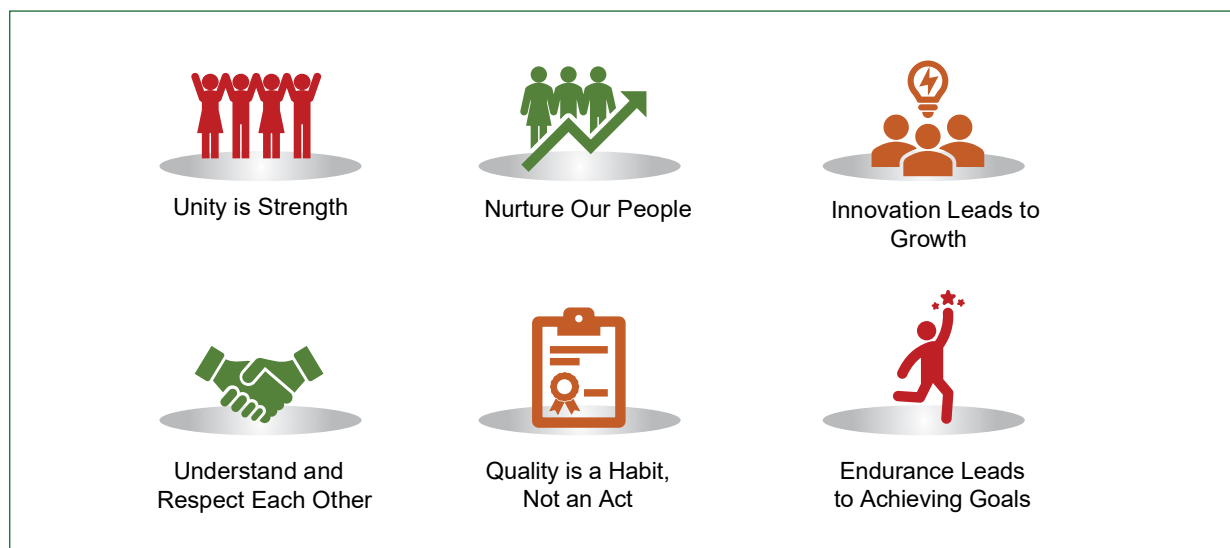 Unity is Strength
Nurture Our People
Innovation Leads to
Growth
Understand and
Respect Each Other
Quality is a Habit,
Not an Act
Endurance Leads
to Achieving Goals